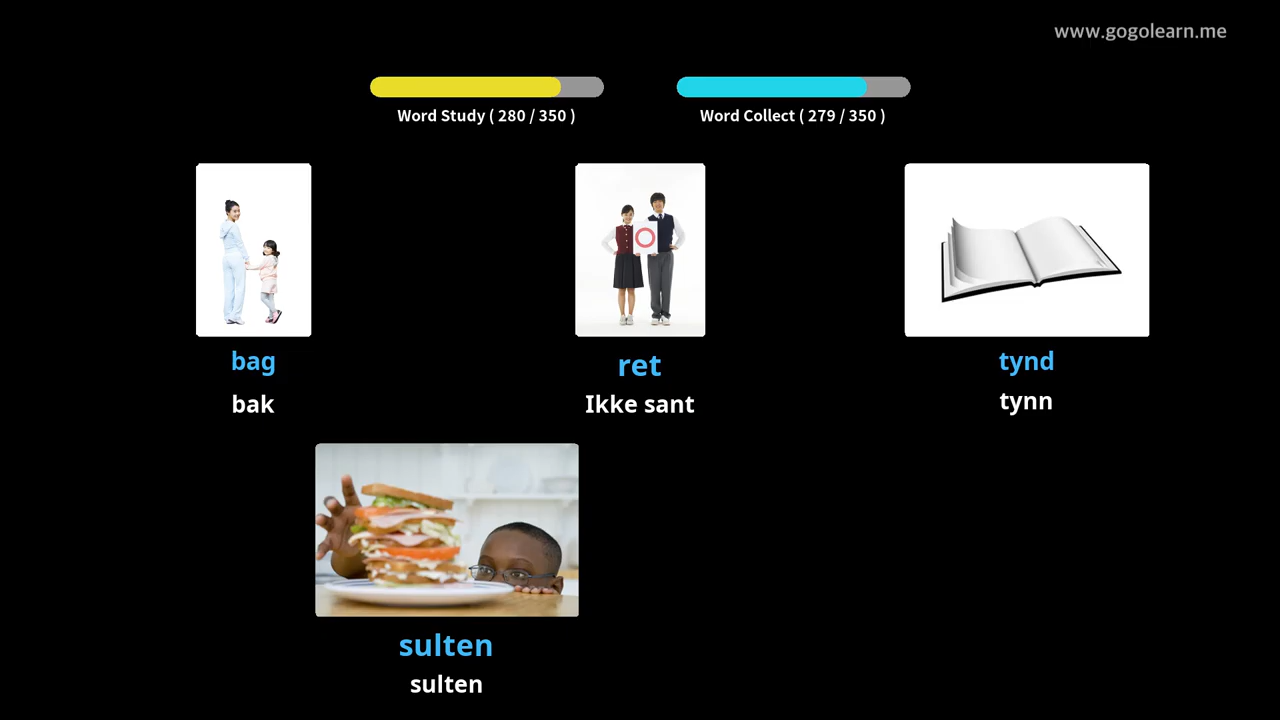 www.gogolearn.me
Word Study ( 280 / 350 )
Word Collect ( 279 / 350 )
bag
bak
ret
Ikke sant
tynd
tynn
sulten
sulten